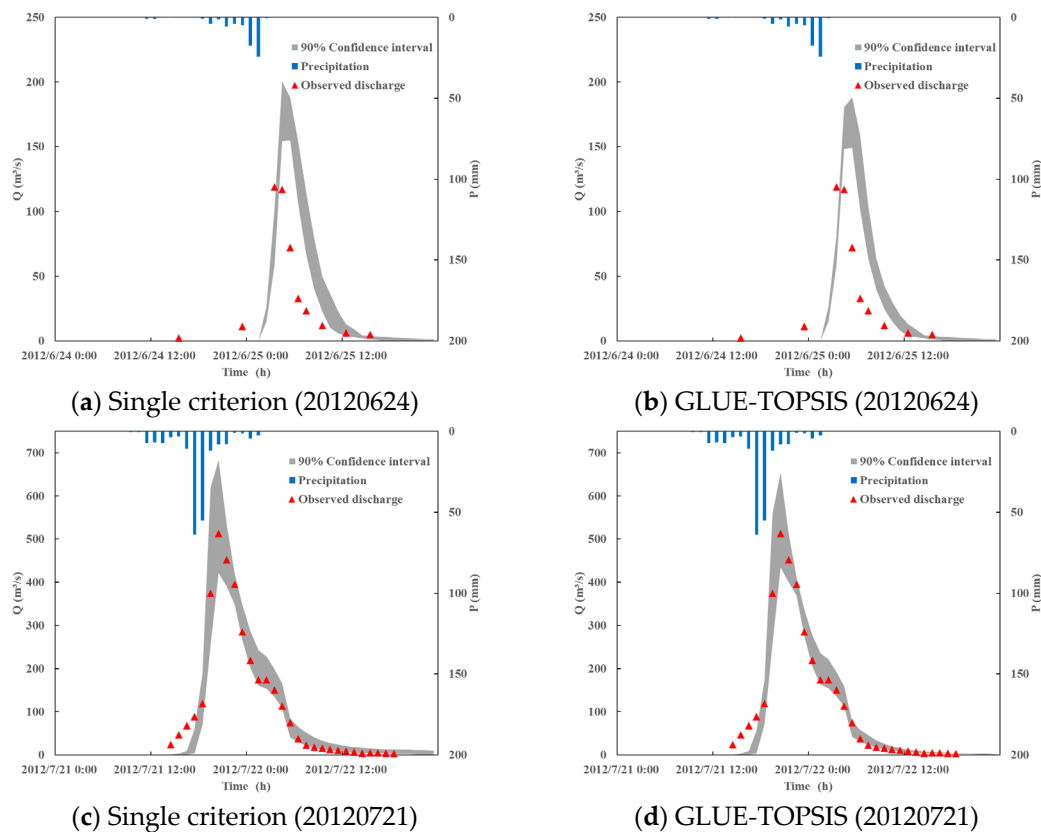 250
200
150
100
50
0
Q (m³/s)
0
50
100
150
200
P (mm)
90% Confidence interval
Precipitation
Observed discharge
2012/6/24 0:00 2012/6/24 12:00 2012/6/25 0:00 2012/6/25 12:00
Time (h)
(a) Single criterion (20120624)
250
200
150
100
50
0
Q (m³/s)
0
50
100
150
200
P (mm)
90% Confidence interval
Precipitation
Observed discharge
2012/6/24 0:00 2012/6/24 12:00 2012/6/25 0:00 2012/6/25 12:00
Time (h)
(b) GLUE-TOPSIS (20120624)
700
600
500
400
300
200
100
0
Q (m³/s)
0
50
100
150
200
P (mm)
90% Confidence interval
Precipitation
Observed discharge
2012/7/21 0:00 2012/7/21 12:00 2012/7/22 0:00 2012/7/22 12:00
Time (h)
(c) Single criterion (20120721)
700
600
500
400
300
200
100
0
Q (m³/s)
0
50
100
150
200
P (mm)
90% Confidence interval
Precipitation
Observed discharge
2012/7/21 0:00 2012/7/21 12:00 2012/7/22 0:00 2012/7/22 12:00
Time (h)
(d) GLUE-TOPSIS (20120721)